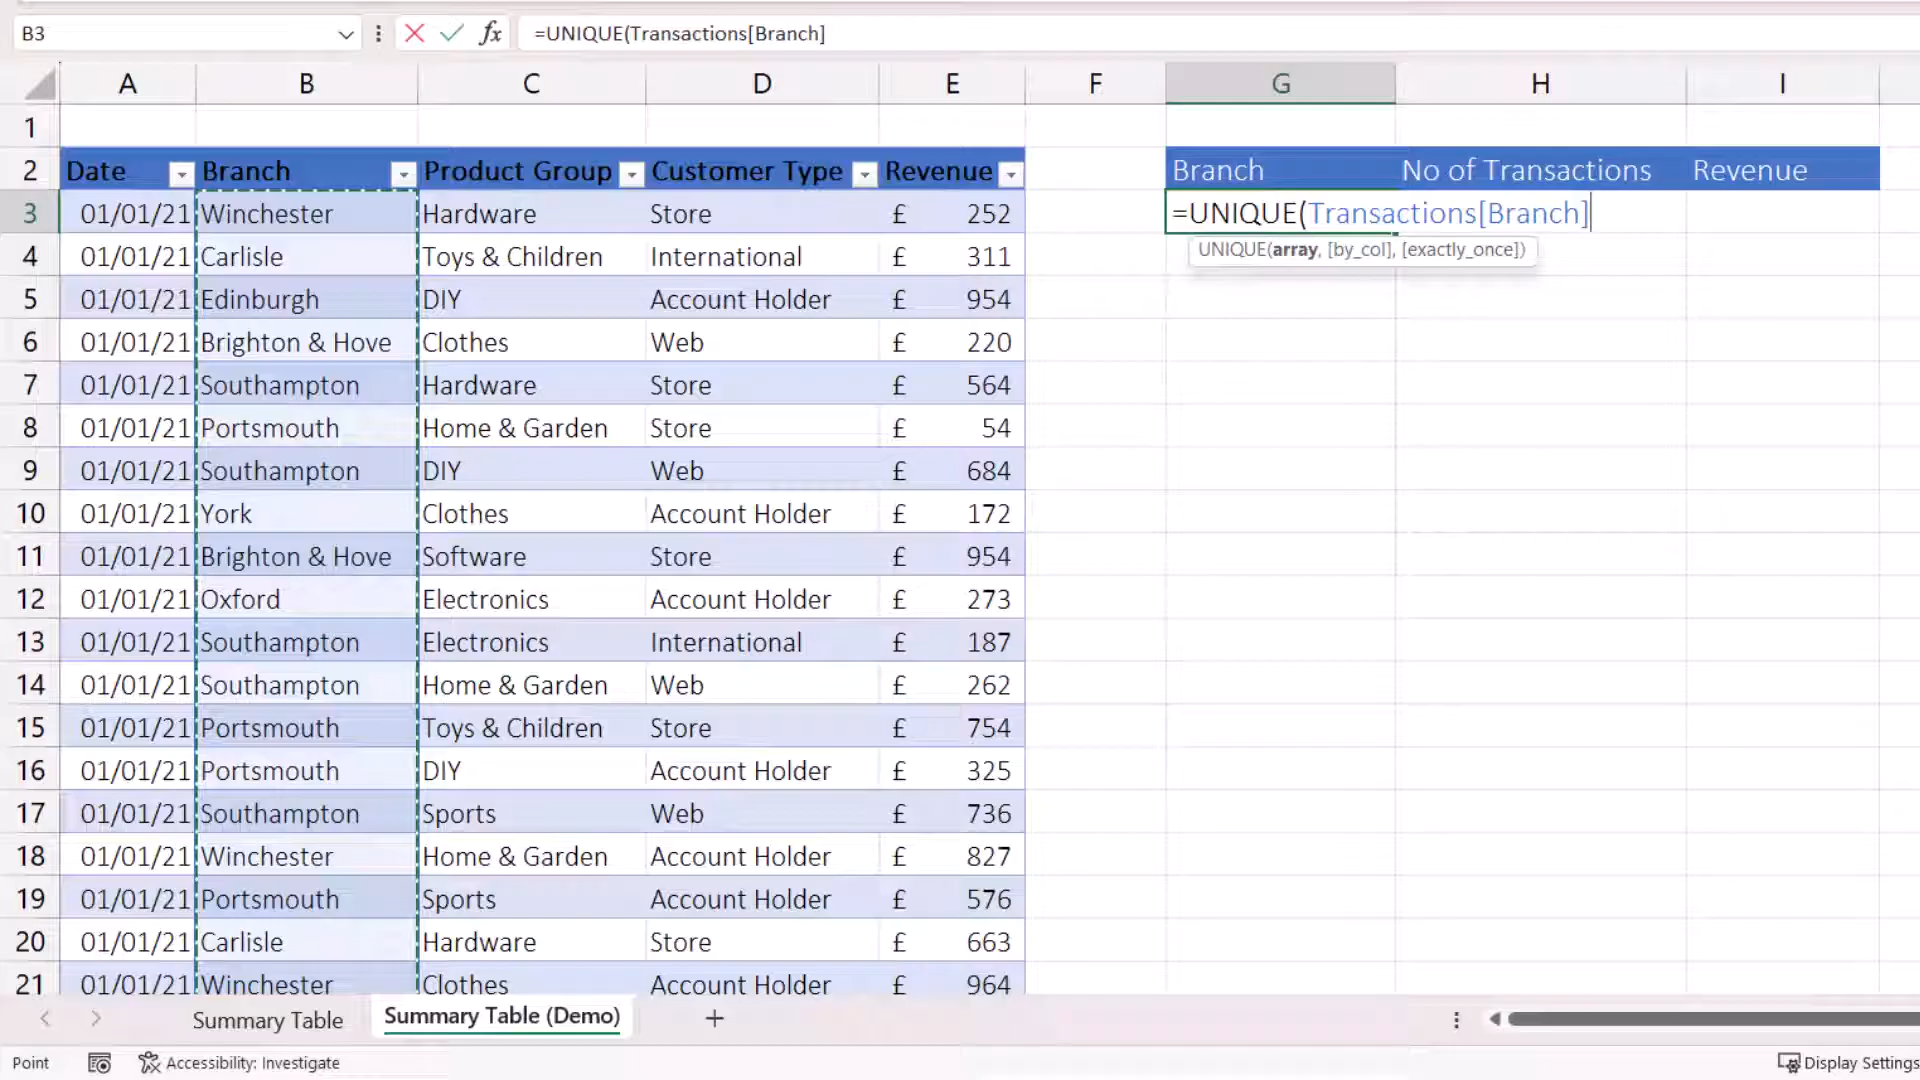 B3 fx =UNIQUE(Transactions[Branch]
A B C D E F G H I
1
2 Date Branch Product Group Customer Type Revenue Branch No of Transactions Revenue
3 01/01/21 Winchester Hardware Store £ 252 =UNIQUE(Transactions[Branch]
UNIQUE(array, [by_col], [exactly_once])
4 01/01/21 Carlisle Toys & Children International £ 311
5 01/01/21 Edinburgh DIY Account Holder £ 954
6 01/01/21 Brighton & Hove Clothes Web £ 220
7 01/01/21 Southampton Hardware Store £ 564
8 01/01/21 Portsmouth Home & Garden Store £ 54
9 01/01/21 Southampton DIY Web £ 684
10 01/01/21 York Clothes Account Holder £ 172
11 01/01/21 Brighton & Hove Software Store £ 954
12 01/01/21 Oxford Electronics Account Holder £ 273
13 01/01/21 Southampton Electronics International £ 187
14 01/01/21 Southampton Home & Garden Web £ 262
15 01/01/21 Portsmouth Toys & Children Store £ 754
16 01/01/21 Portsmouth DIY Account Holder £ 325
17 01/01/21 Southampton Sports Web £ 736
18 01/01/21 Winchester Home & Garden Account Holder £ 827
19 01/01/21 Portsmouth Sports Account Holder £ 576
20 01/01/21 Carlisle Hardware Store £ 663
21 01/01/21 Winchester Clothes Account Holder £ 964
Summary Table Summary Table (Demo) +
Point Accessibility: Investigate Display Settings